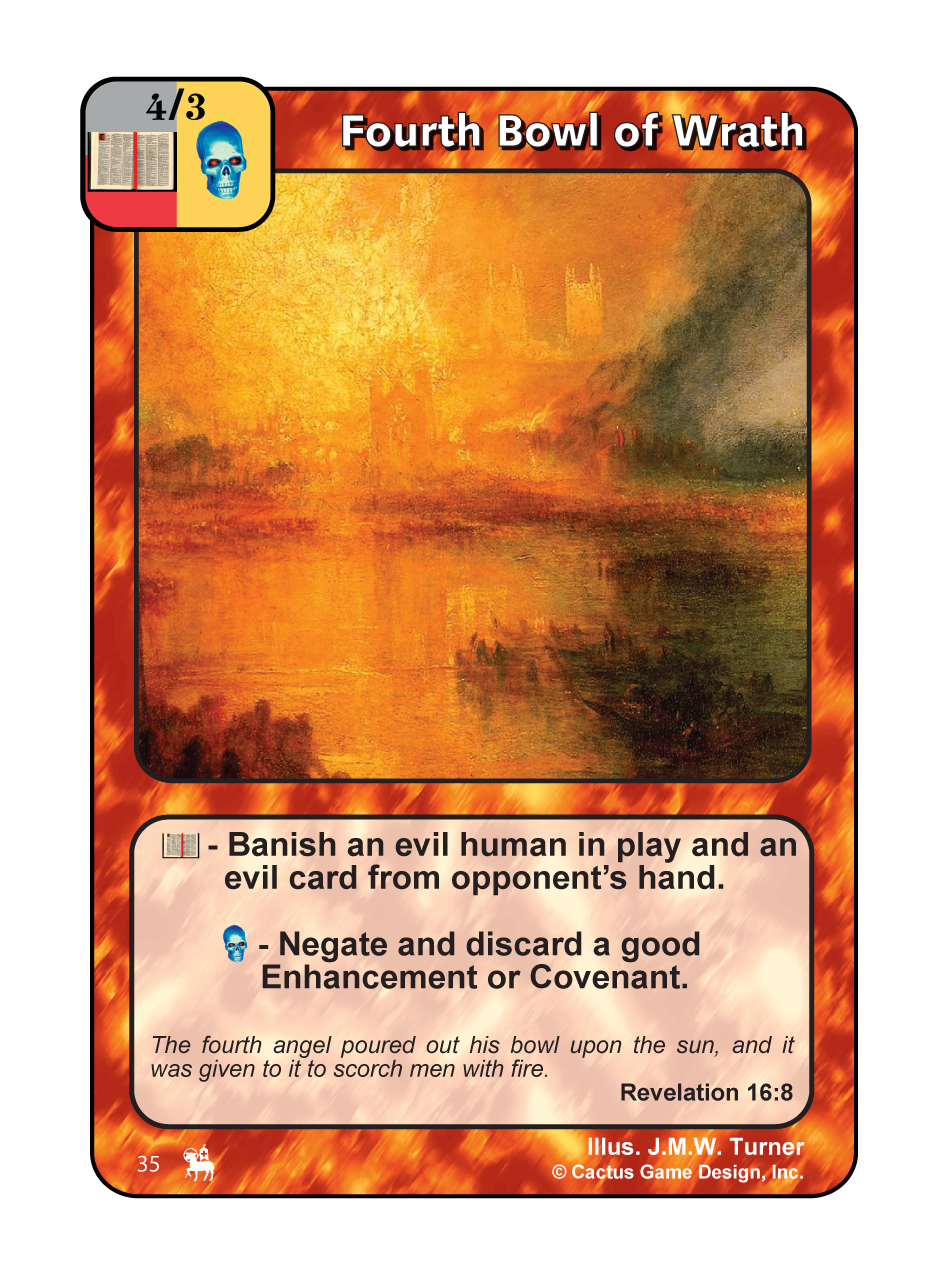 4/3
Fourth Bowl of Wrath
- Banish an evil human in play and an
evil card from opponent's hand.
- Negate and discard a good
Enhancement or Covenant.
The fourth angel poured out his bowl upon the sun, and it
was given to it to scorch men with fire.
Revelation 16:8
35
Illus. J.M.W. Turner
© Cactus Game Design, Inc.